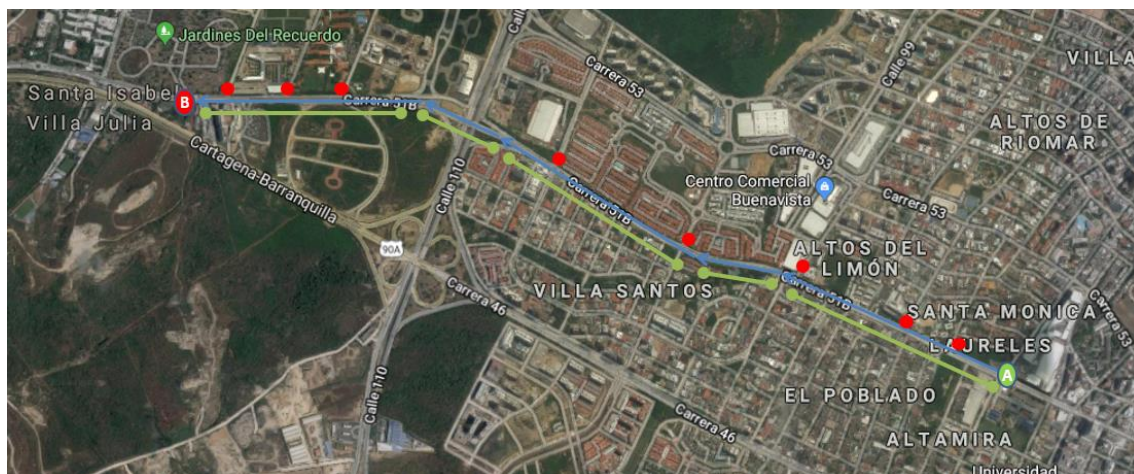 Jardines Del Recuerdo
Santa Isabel
Villa Julia
B
Cartagena-Barranquilla
Carrera 51B
Calle 110
Calle 110
90A
Carrera 46
Carrera 46
Carrera 53
Carrera 51B
VILLA SANTOS
Centro Comercial
Buenavista
Carrera 53
Calle 99
Carrera 53
VILLA
ALTOS DE
RIOMAR
ALTOS DEL
LIMÓN
Carrera 51B
SANTA MONICA
LAURELES
Carrera 53
A
EL POBLADO
ALTAMIRA
Universidad